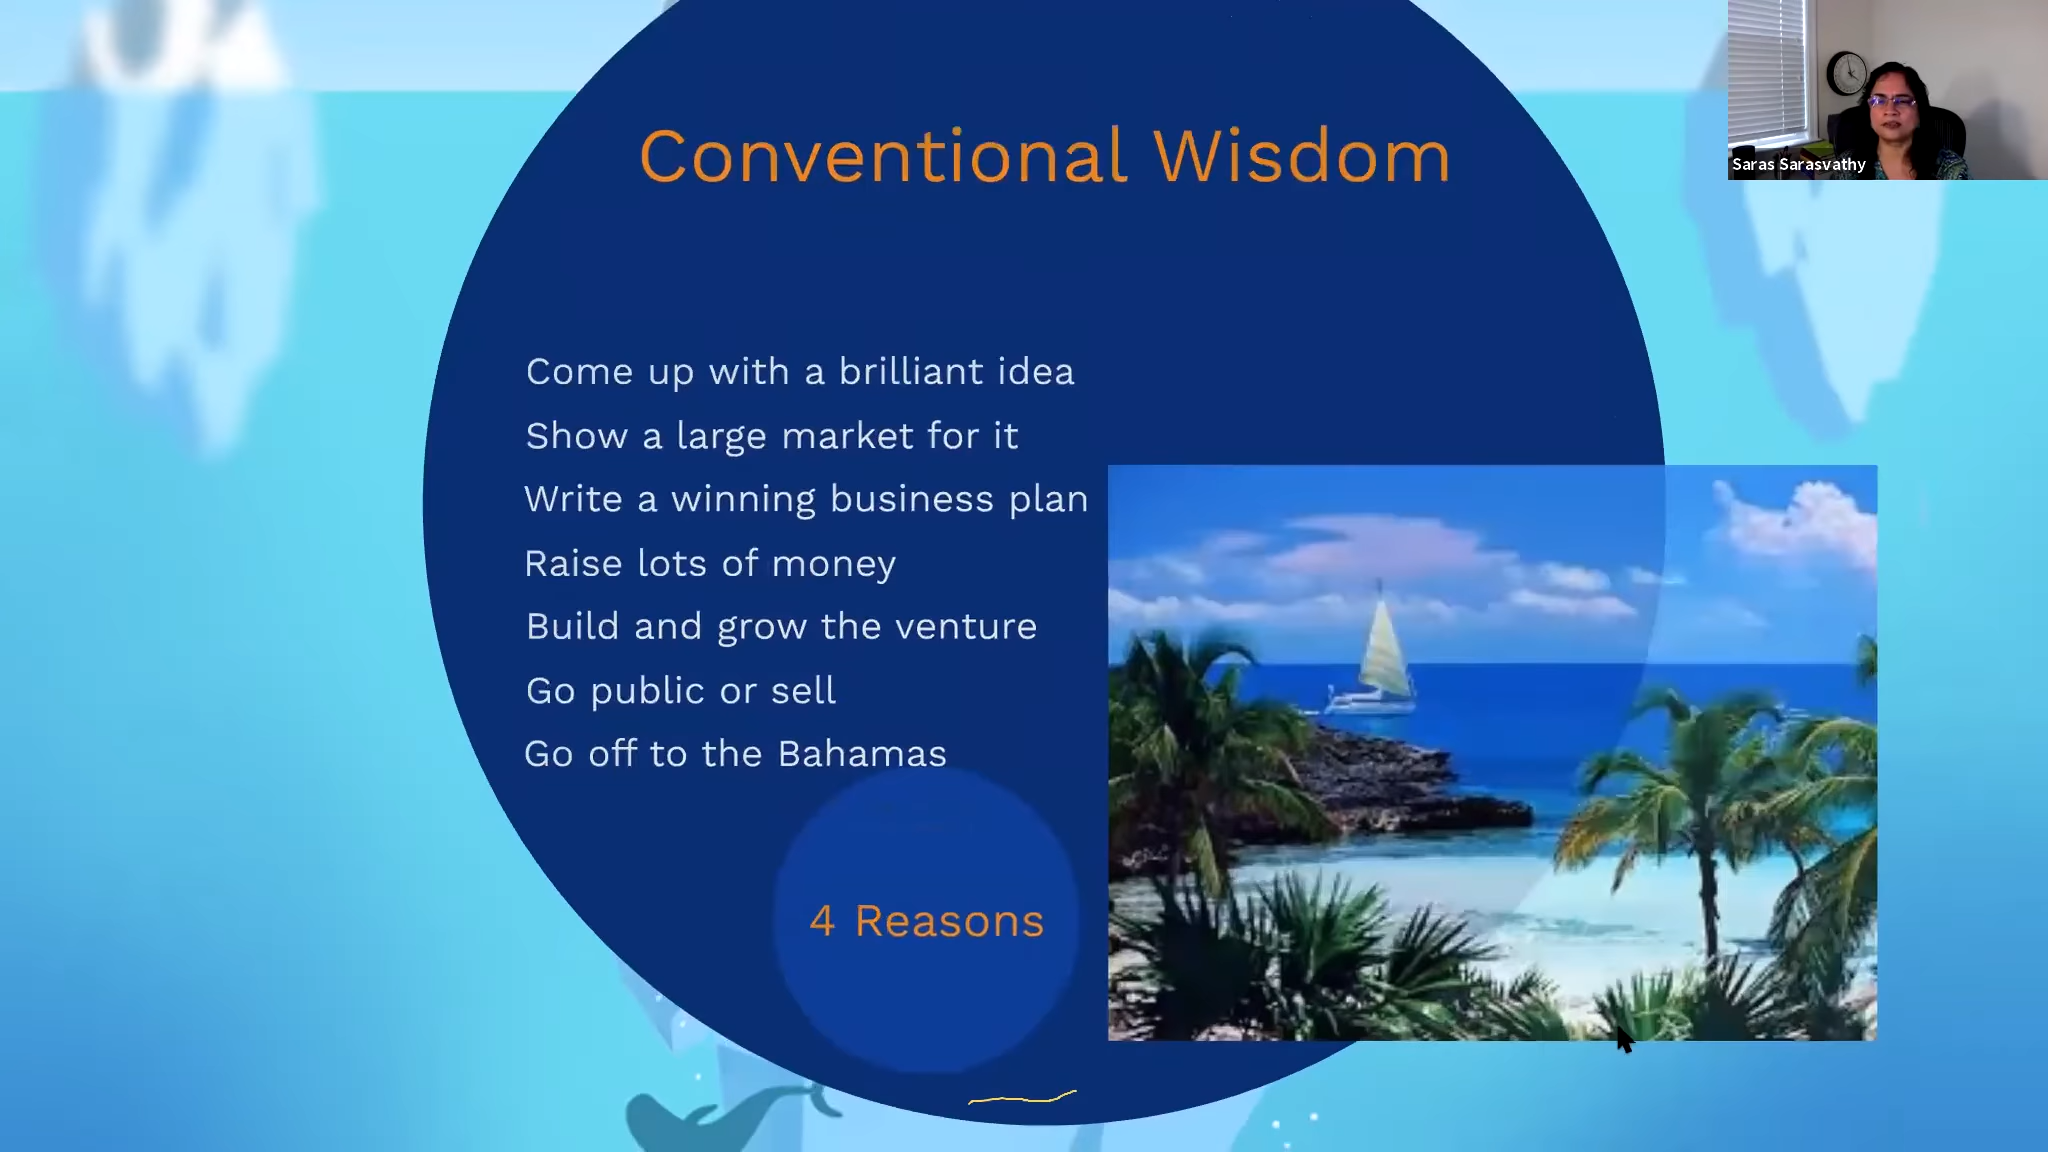 Conventional Wisdom
Saras Sarasvathy
Come up with a brilliant idea
Show a large market for it
Write a winning business plan
Raise lots of money
Build and grow the venture
Go public or sell
Go off to the Bahamas
4 Reasons